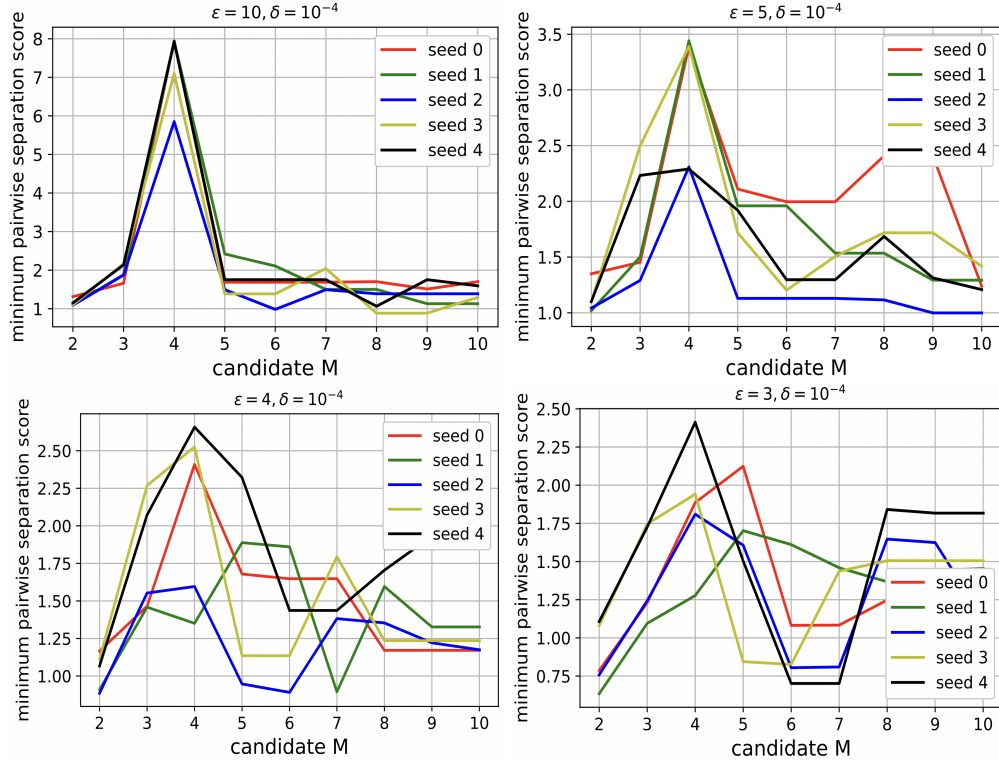 ε = 10, δ = 10⁻⁴
minimum pairwise separation score
8
7
6
5
4
3
2
1
seed 0
seed 1
seed 2
seed 3
seed 4
2 3 4 5 6 7 8 9 10
candidate M
ε = 5, δ = 10⁻⁴
minimum pairwise separation score
3.5
3.0
2.5
2.0
1.5
1.0
seed 0
seed 1
seed 2
seed 3
seed 4
2 3 4 5 6 7 8 9 10
candidate M
ε = 4, δ = 10⁻⁴
minimum pairwise separation score
2.50
2.25
2.00
1.75
1.50
1.25
1.00
seed 0
seed 1
seed 2
seed 3
seed 4
2 3 4 5 6 7 8 9 10
candidate M
ε = 3, δ = 10⁻⁴
minimum pairwise separation score
2.50
2.25
2.00
1.75
1.50
1.25
1.00
0.75
seed 0
seed 1
seed 2
seed 3
seed 4
2 3 4 5 6 7 8 9 10
candidate M